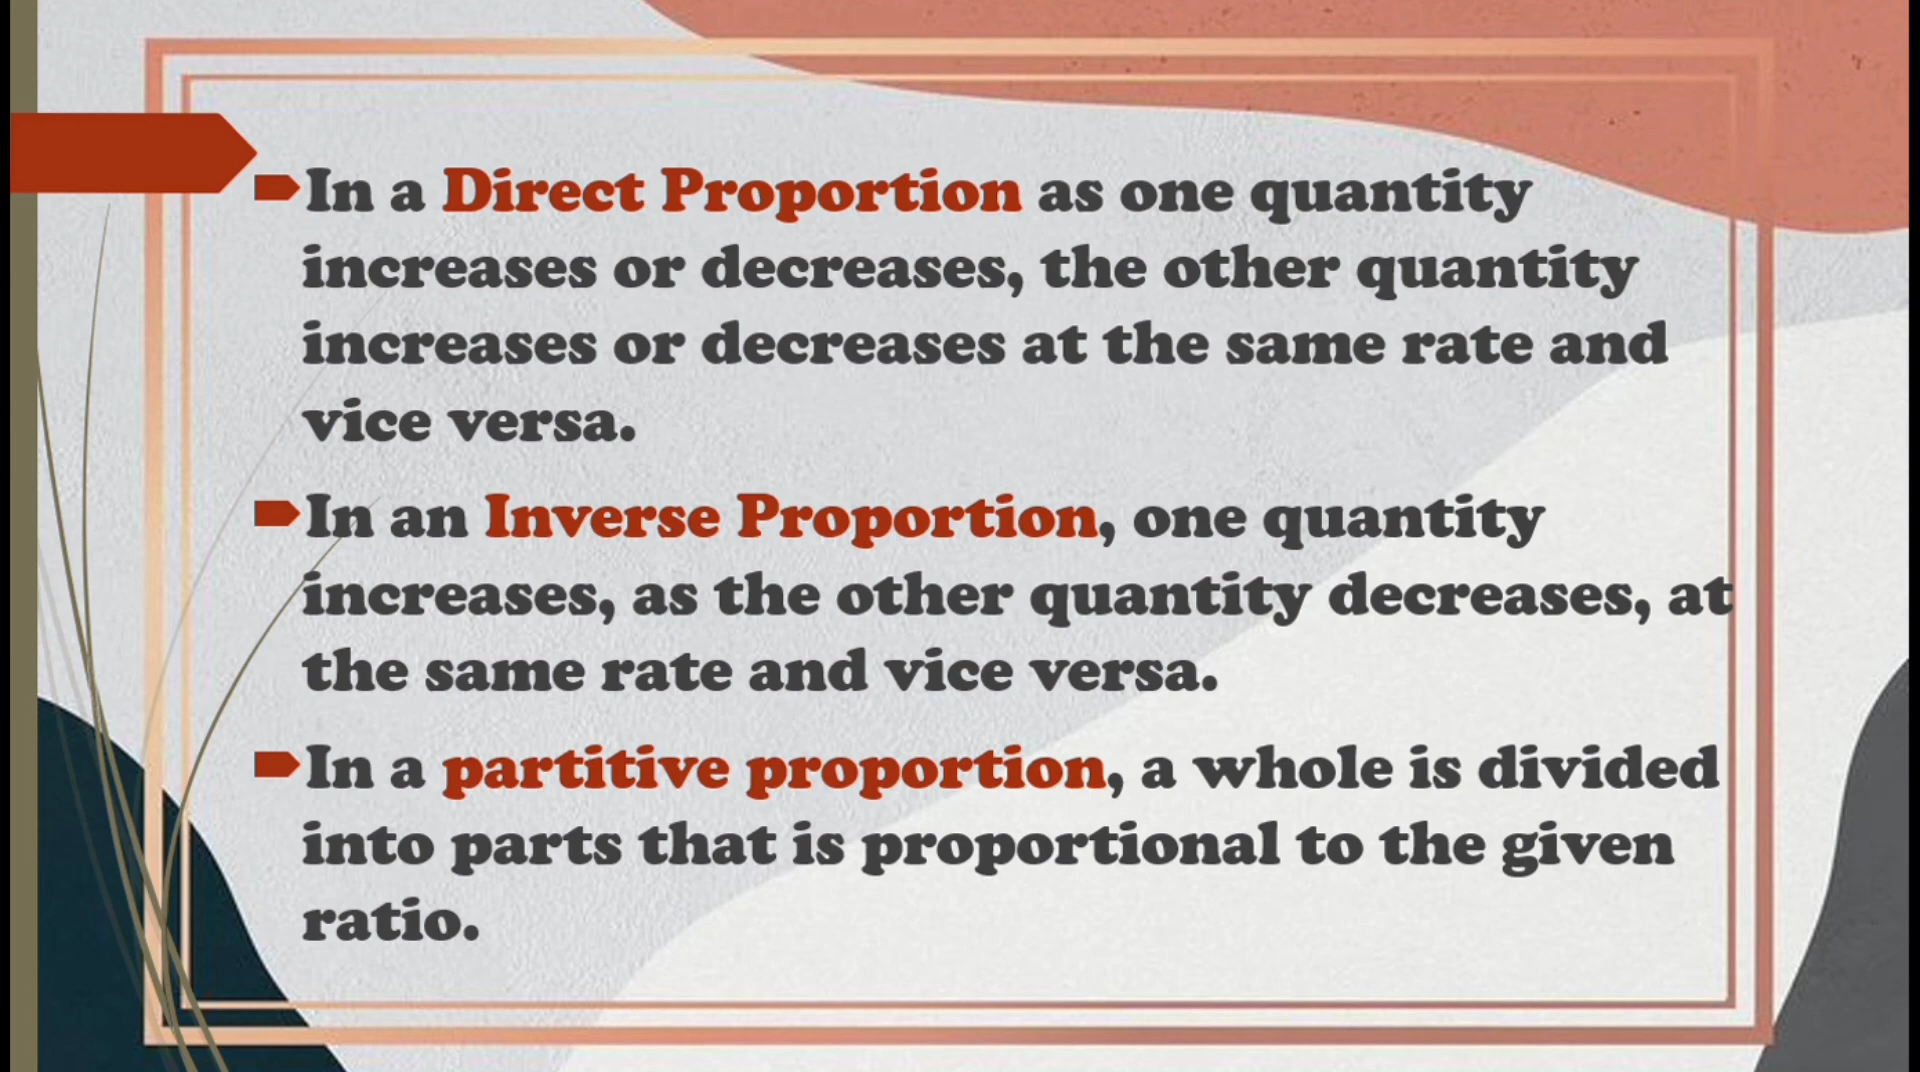 In a Direct Proportion as one quantity
increases or decreases, the other quantity
increases or decreases at the same rate and
vice versa.
In an Inverse Proportion, one quantity
increases, as the other quantity decreases, at
the same rate and vice versa.
In a partitive proportion, a whole is divided
into parts that is proportional to the given
ratio.